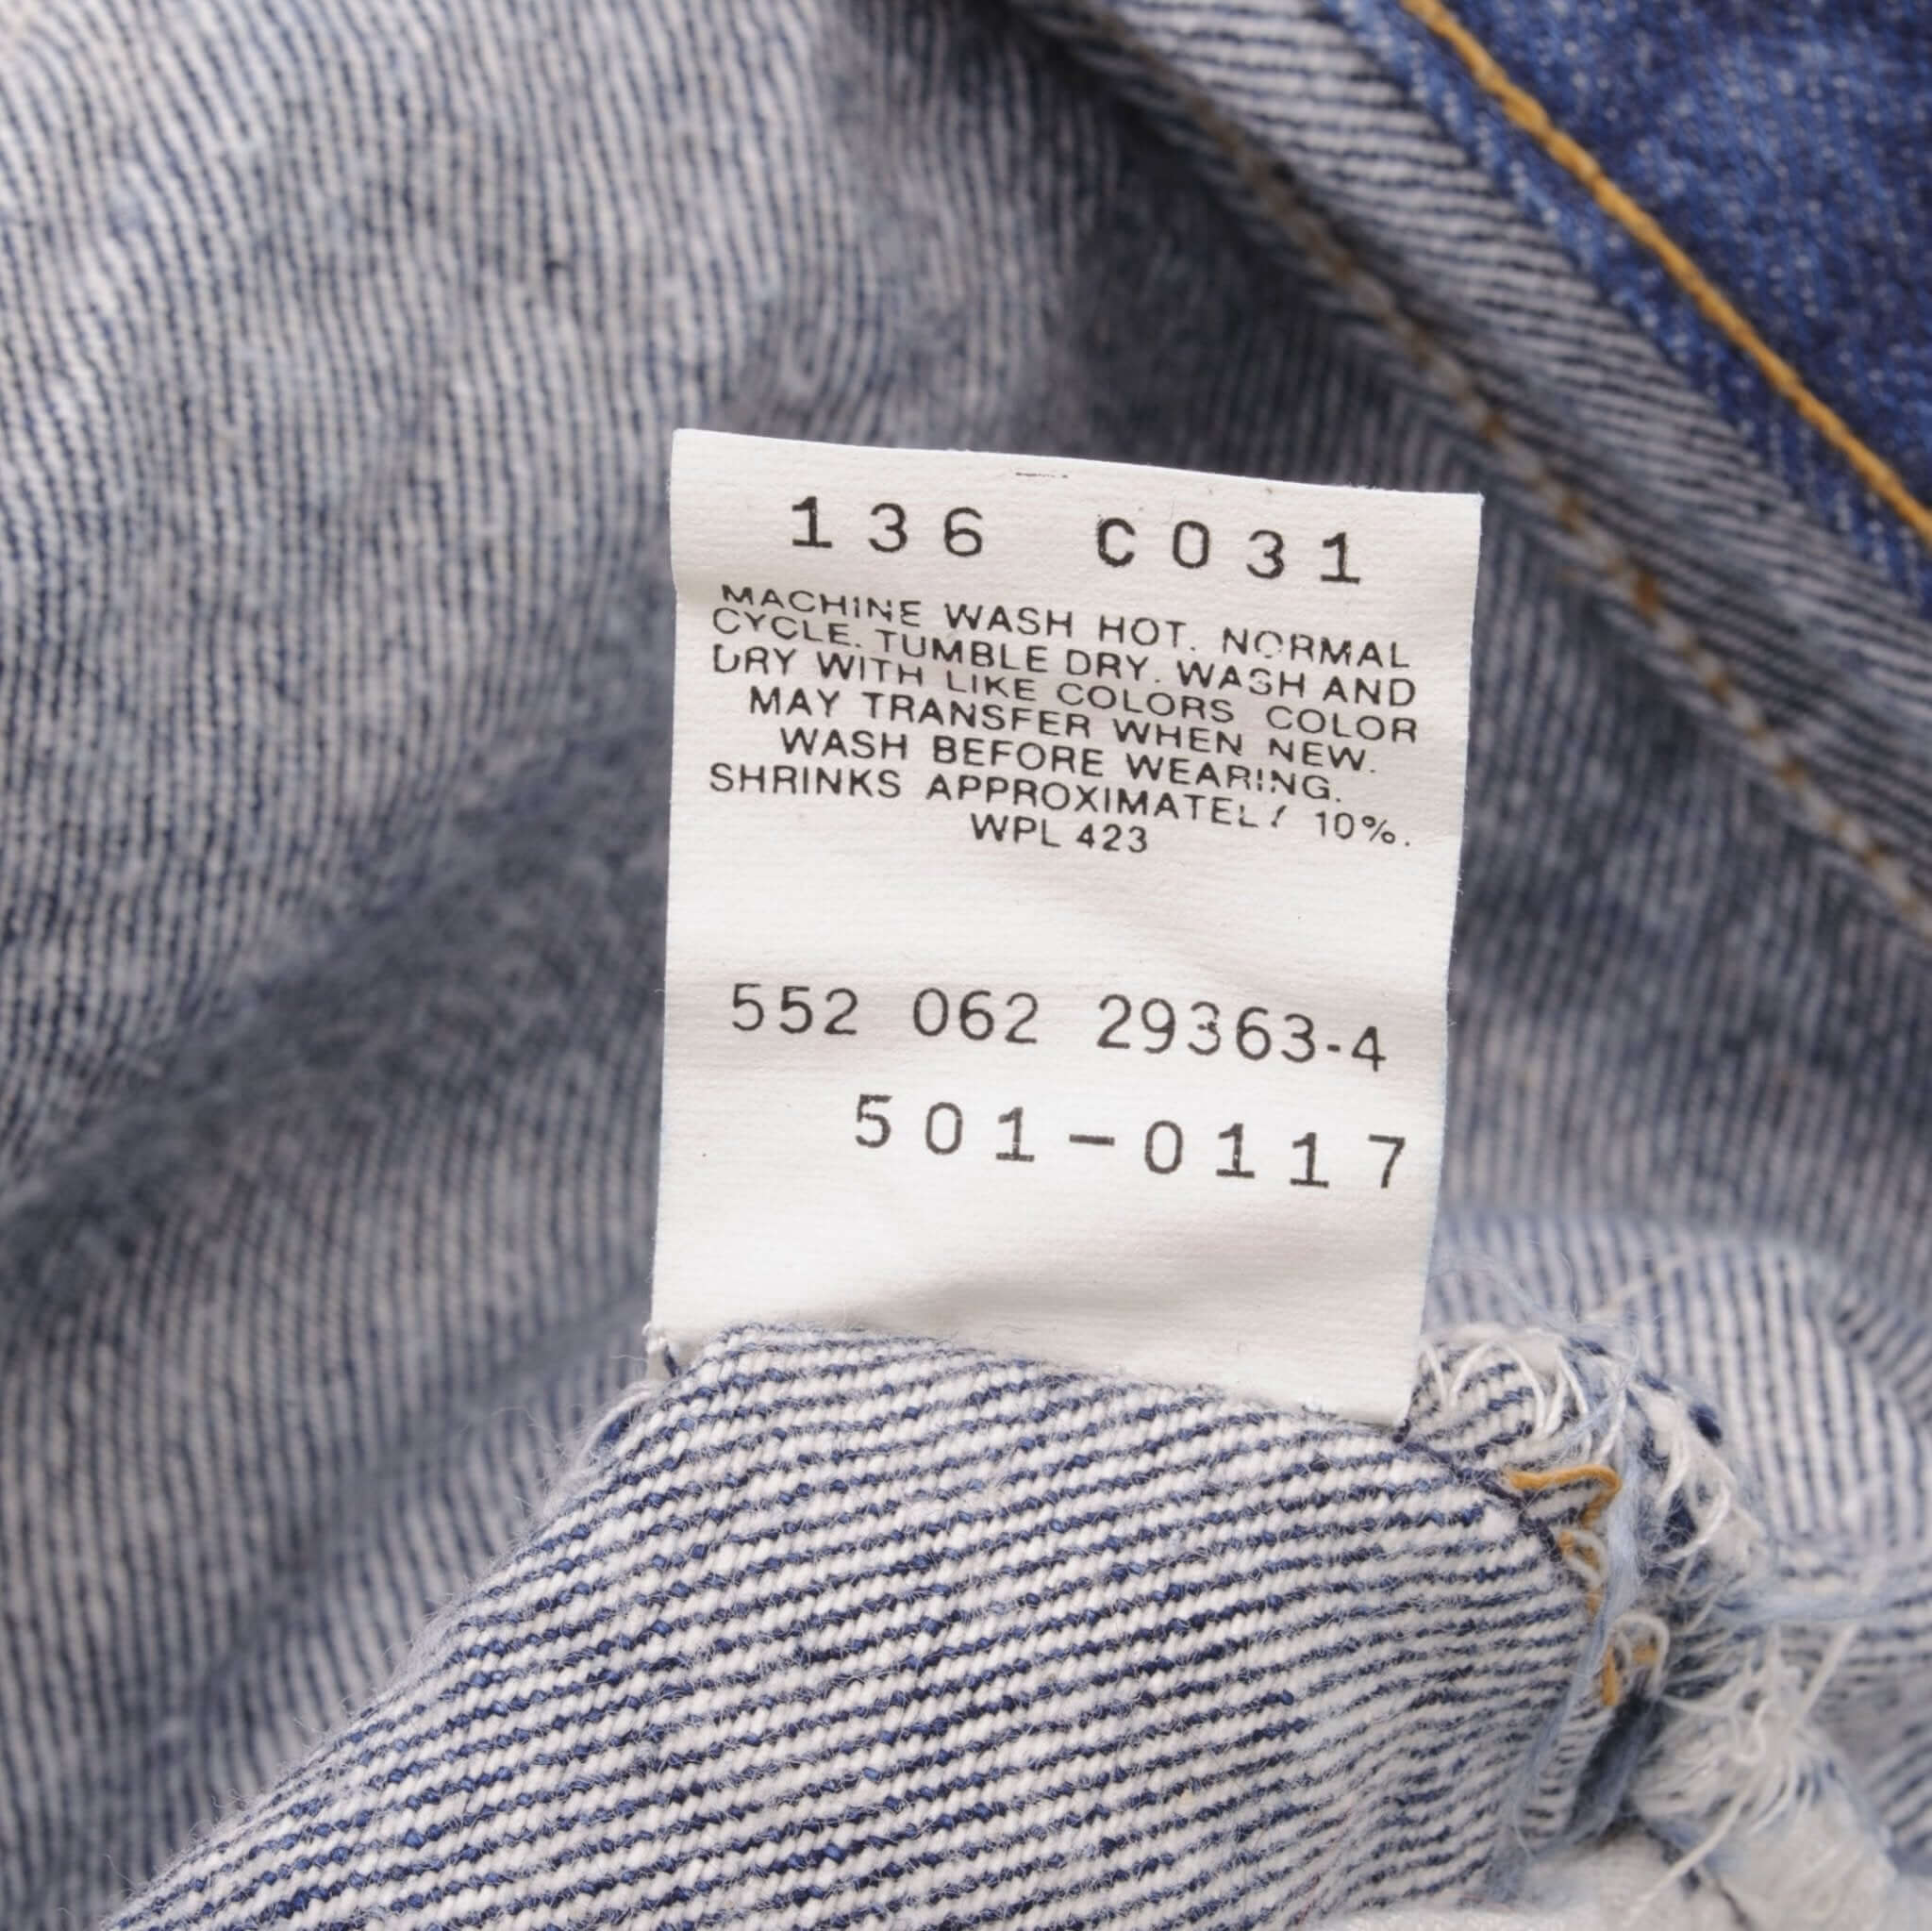 136 C031
MACHINE WASH HOT. NORMAL
CYCLE. TUMBLE DRY. WASH AND
DRY WITH LIKE COLORS COLOR
MAY TRANSFER WHEN NEW.
WASH BEFORE WEARING.
SHRINKS APPROXIMATELY 10%.
WPL 423
552 062 29363-4
501-0117